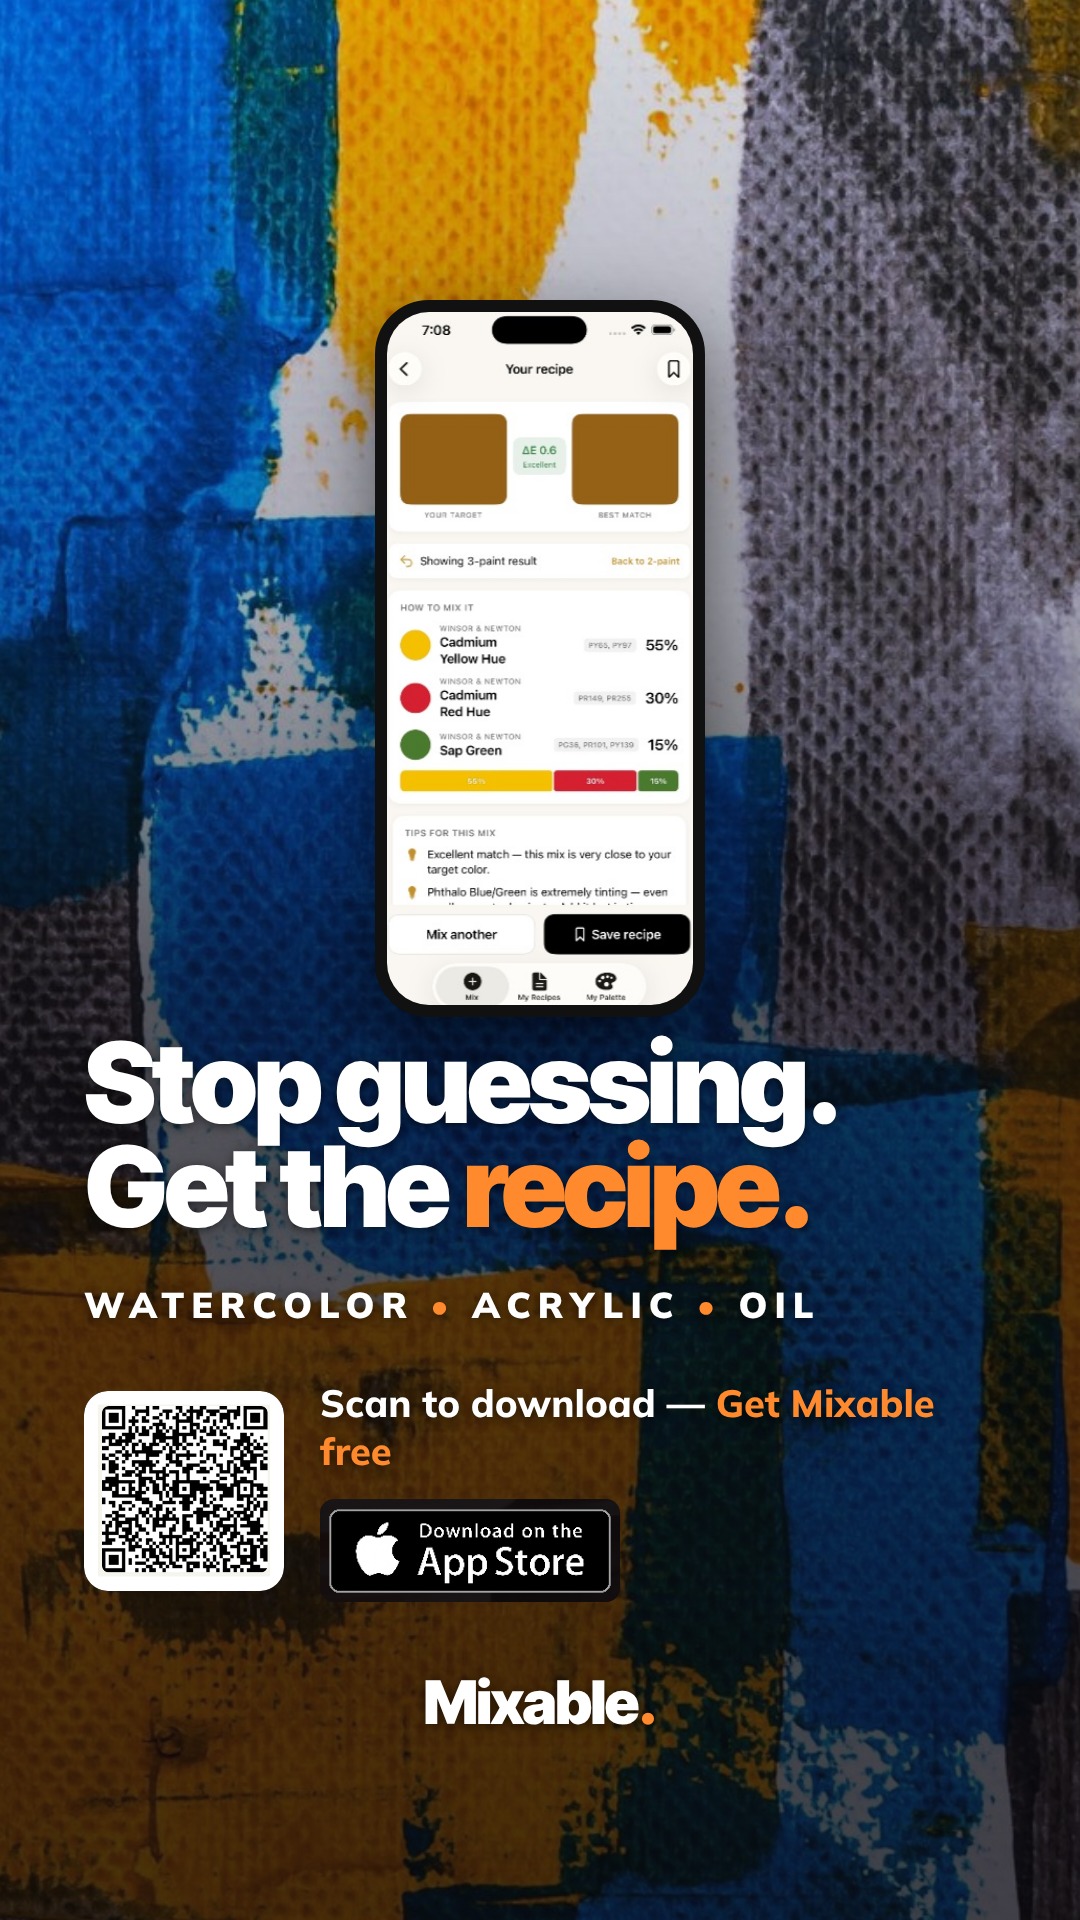 7:08
Your recipe
ΔE 0.6
Excellent
YOUR TARGET
BEST MATCH
Showing 3-paint result
Back to 2-paint
HOW TO MIX IT
WINSOR & NEWTON
Cadmium
Yellow Hue
PY65, PY97
55%
WINSOR & NEWTON
Cadmium
Red Hue
PR149, PR255
30%
WINSOR & NEWTON
Sap Green
PG36, PR101, PY139
15%
55%
30%
15%
TIPS FOR THIS MIX
Excellent match — this mix is very close to your
target color.
Phthalo Blue/Green is extremely tinting — even
Mix another
Save recipe
Mix
My Recipes
My Palette
Stop guessing.
Get the recipe.
WATERCOLOR • ACRYLIC • OIL
Scan to download — Get Mixable
free
Download on the
App Store
Mixable.